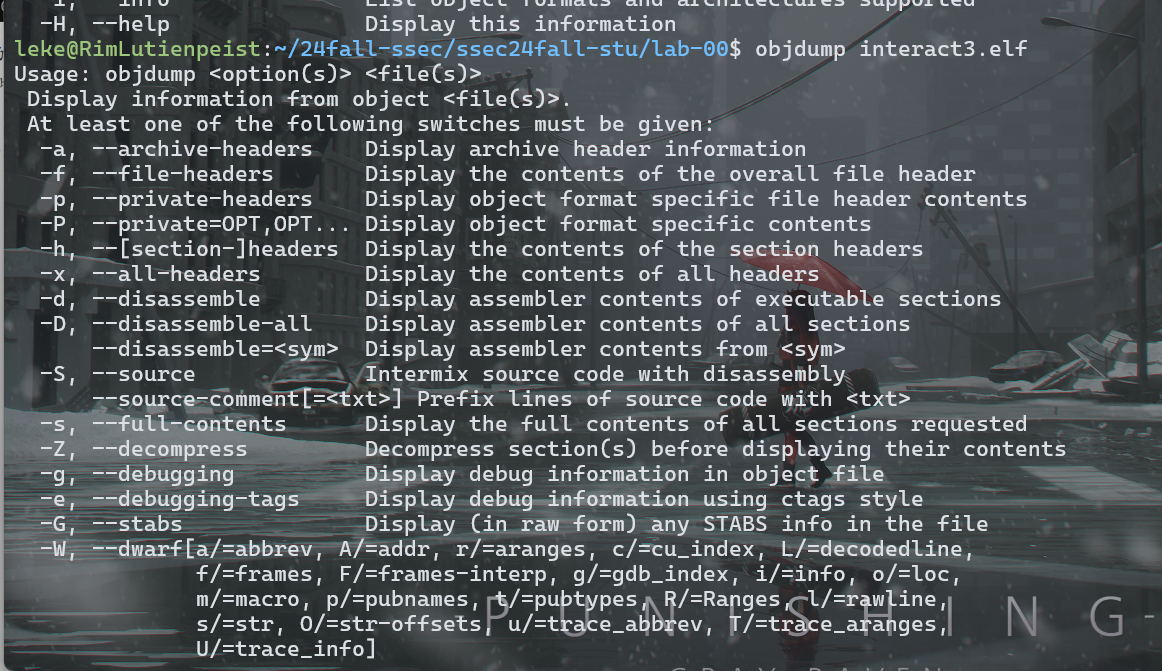 -i, --info List object formats and architectures supported
-H, --help Display this information
leke@RimLutienpeist:~/24fall-ssec/ssec24fall-stu/lab-00$ objdump interact3.elf
Usage: objdump <option(s)> <file(s)>
Display information from object <file(s)>.
At least one of the following switches must be given:
-a, --archive-headers Display archive header information
-f, --file-headers Display the contents of the overall file header
-p, --private-headers Display object format specific file header contents
-P, --private=OPT,OPT... Display object format specific contents
-h, --[section-]headers Display the contents of the section headers
-x, --all-headers Display the contents of all headers
-d, --disassemble Display assembler contents of executable sections
-D, --disassemble-all Display assembler contents of all sections
--disassemble=<sym> Display assembler contents from <sym>
-S, --source Intermix source code with disassembly
--source-comment[=<txt>] Prefix lines of source code with <txt>
-s, --full-contents Display the full contents of all sections requested
-Z, --decompress Decompress section(s) before displaying their contents
-g, --debugging Display debug information in object file
-e, --debugging-tags Display debug information using ctags style
-G, --stabs Display (in raw form) any STABS info in the file
-W, --dwarf[a/=abbrev, A/=addr, r/=aranges, c/=cu_index, L/=decodedline,
f/=frames, F/=frames-interp, g/=gdb_index, i/=info, o/=loc,
m/=macro, p/=pubnames, t/=pubtypes, R/=Ranges, l/=rawline,
s/=str, O/=str-offsets, u/=trace_abbrev, T/=trace_aranges,
U/=trace_info]
PUNISHING